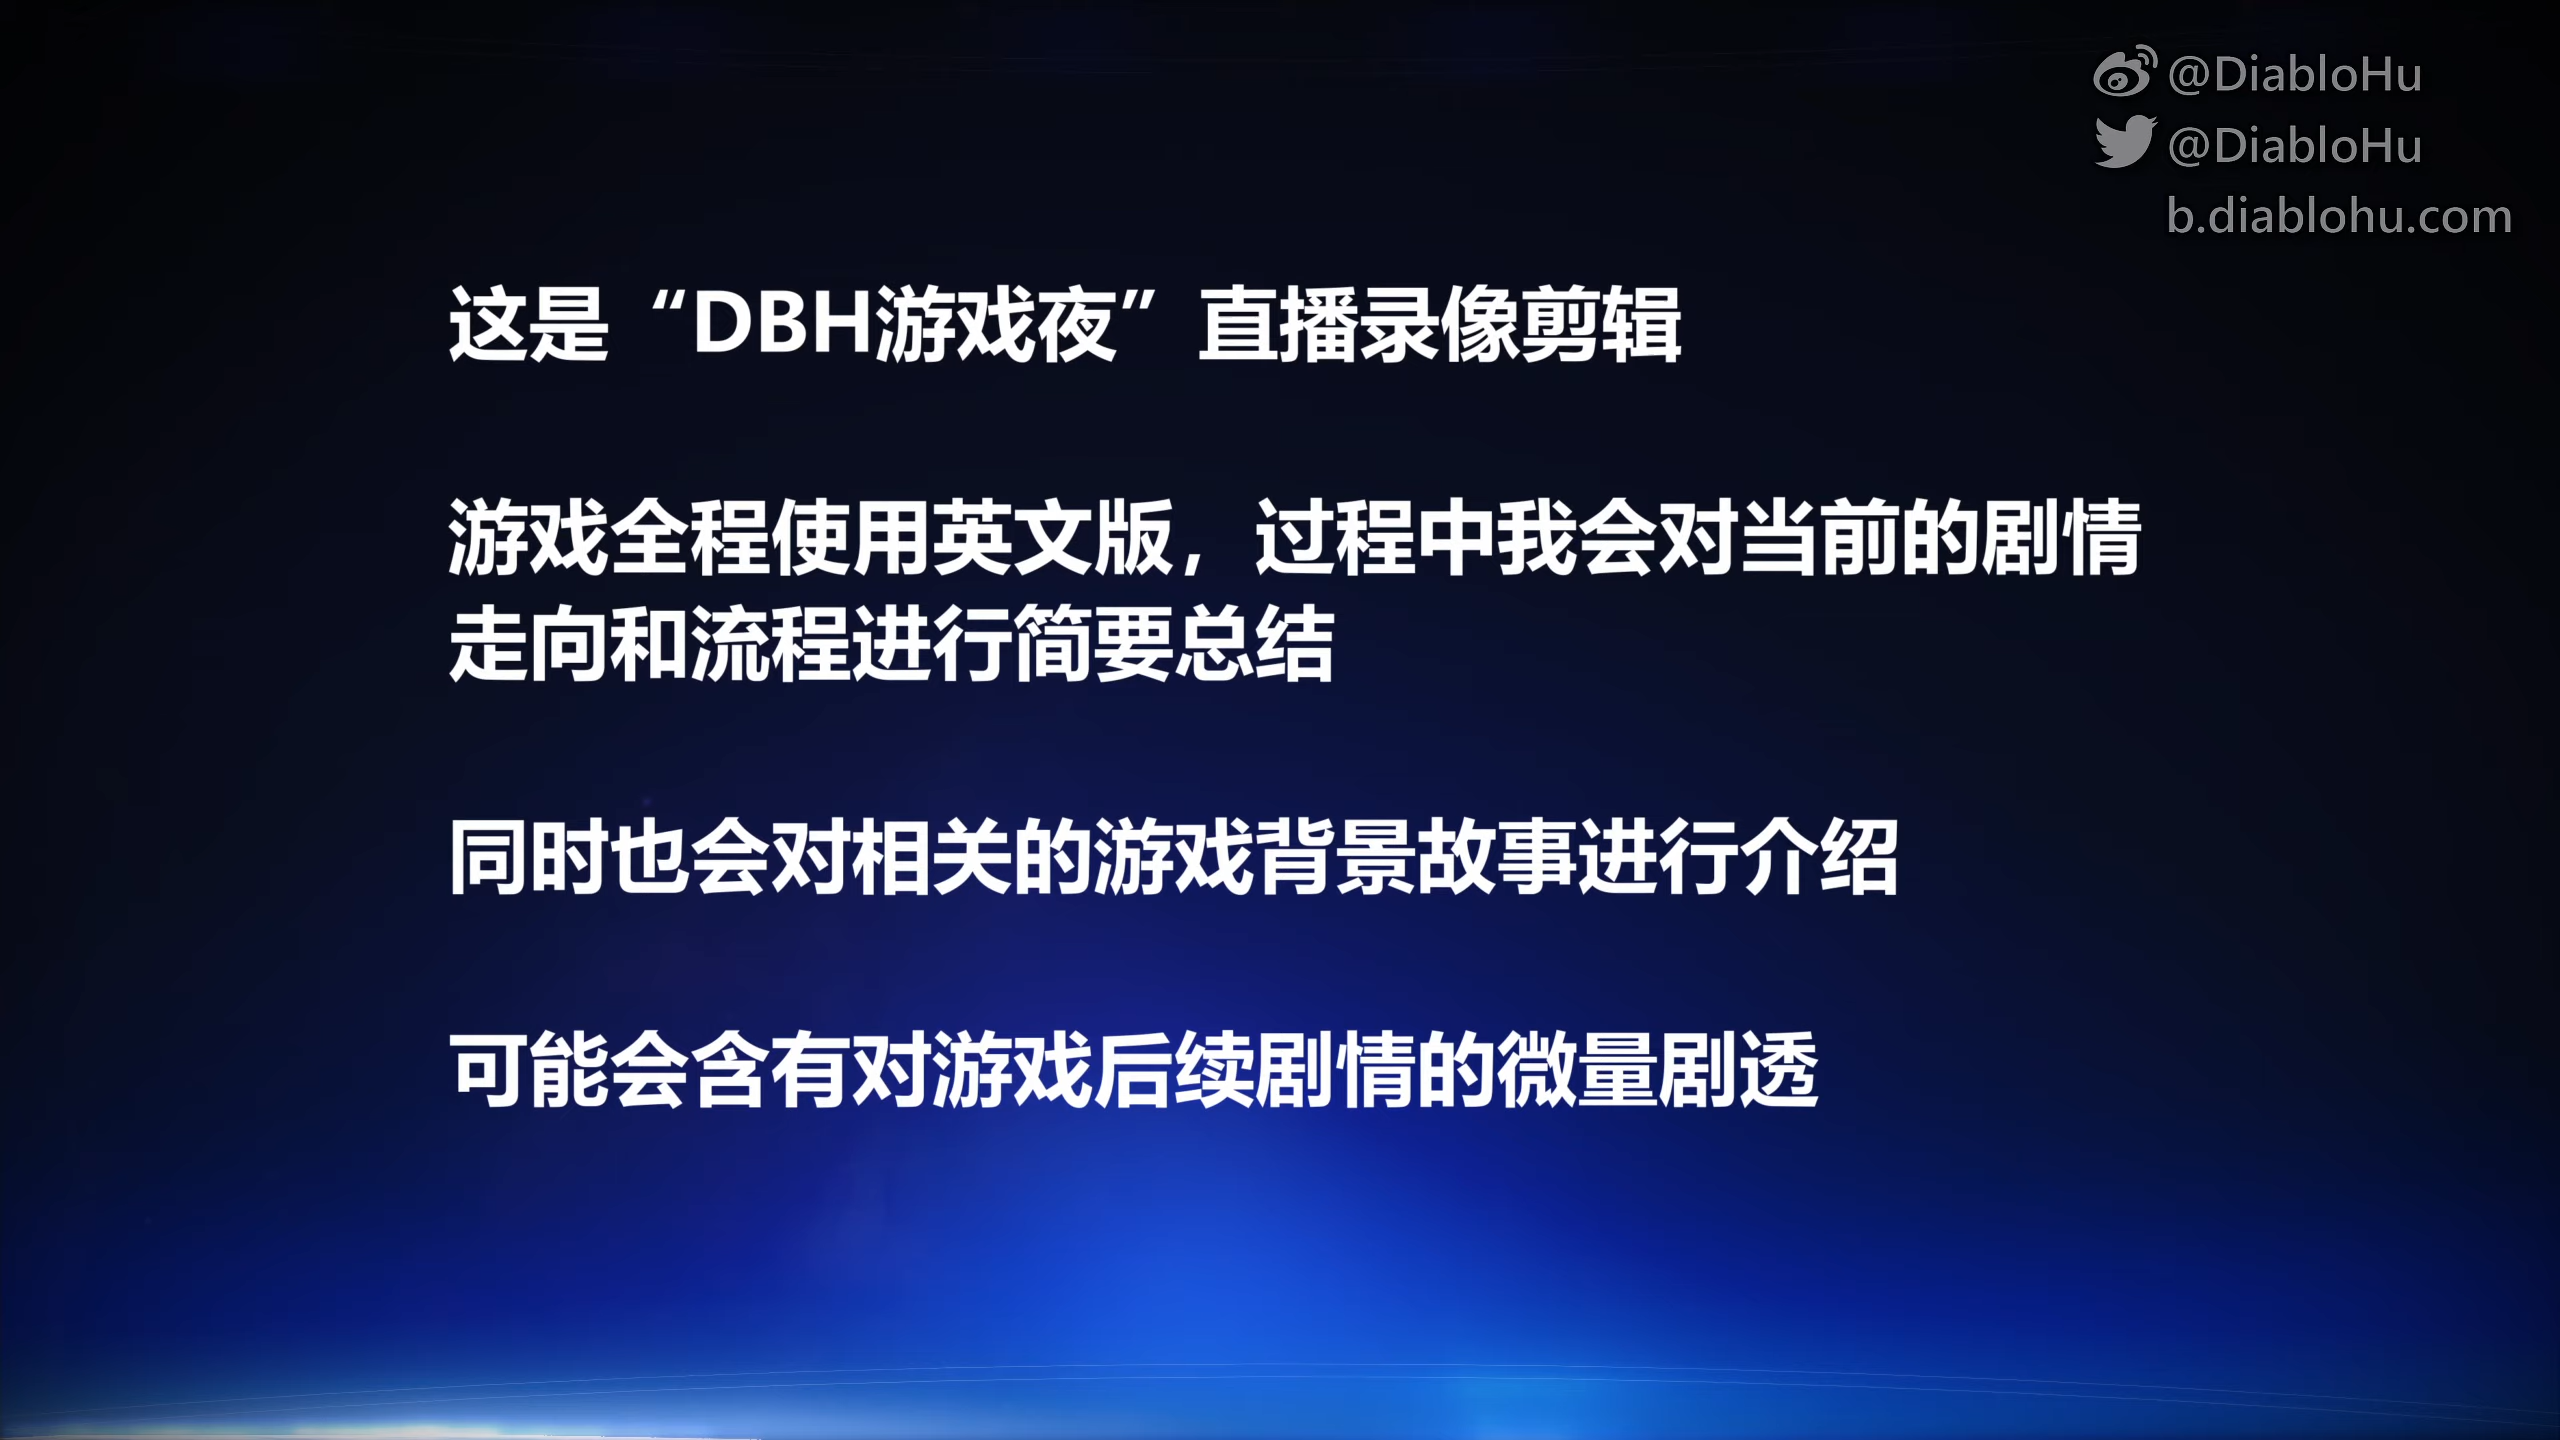 @DiabloHu
@DiabloHu
b.diablohu.com
这是“DBH游戏夜”直播录像剪辑
游戏全程使用英文版，过程中我会对当前的剧情
走向和流程进行简要总结
同时也会对相关的游戏背景故事进行介绍
可能会含有对游戏后续剧情的微量剧透